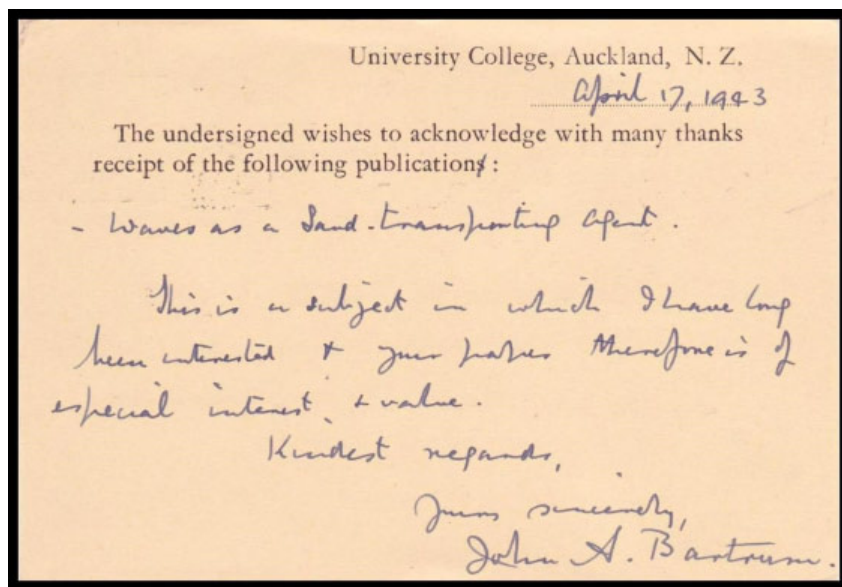 University College, Auckland, N. Z.
April 17, 1943
The undersigned wishes to acknowledge with many thanks
receipt of the following publication:
- Waves as a Sand-transporting Agent.
This is a subject in which I have long
been interested & your paper therefore is of
especial interest & value.
Kindest regards,
Yours sincerely,
John A. Bartrum.